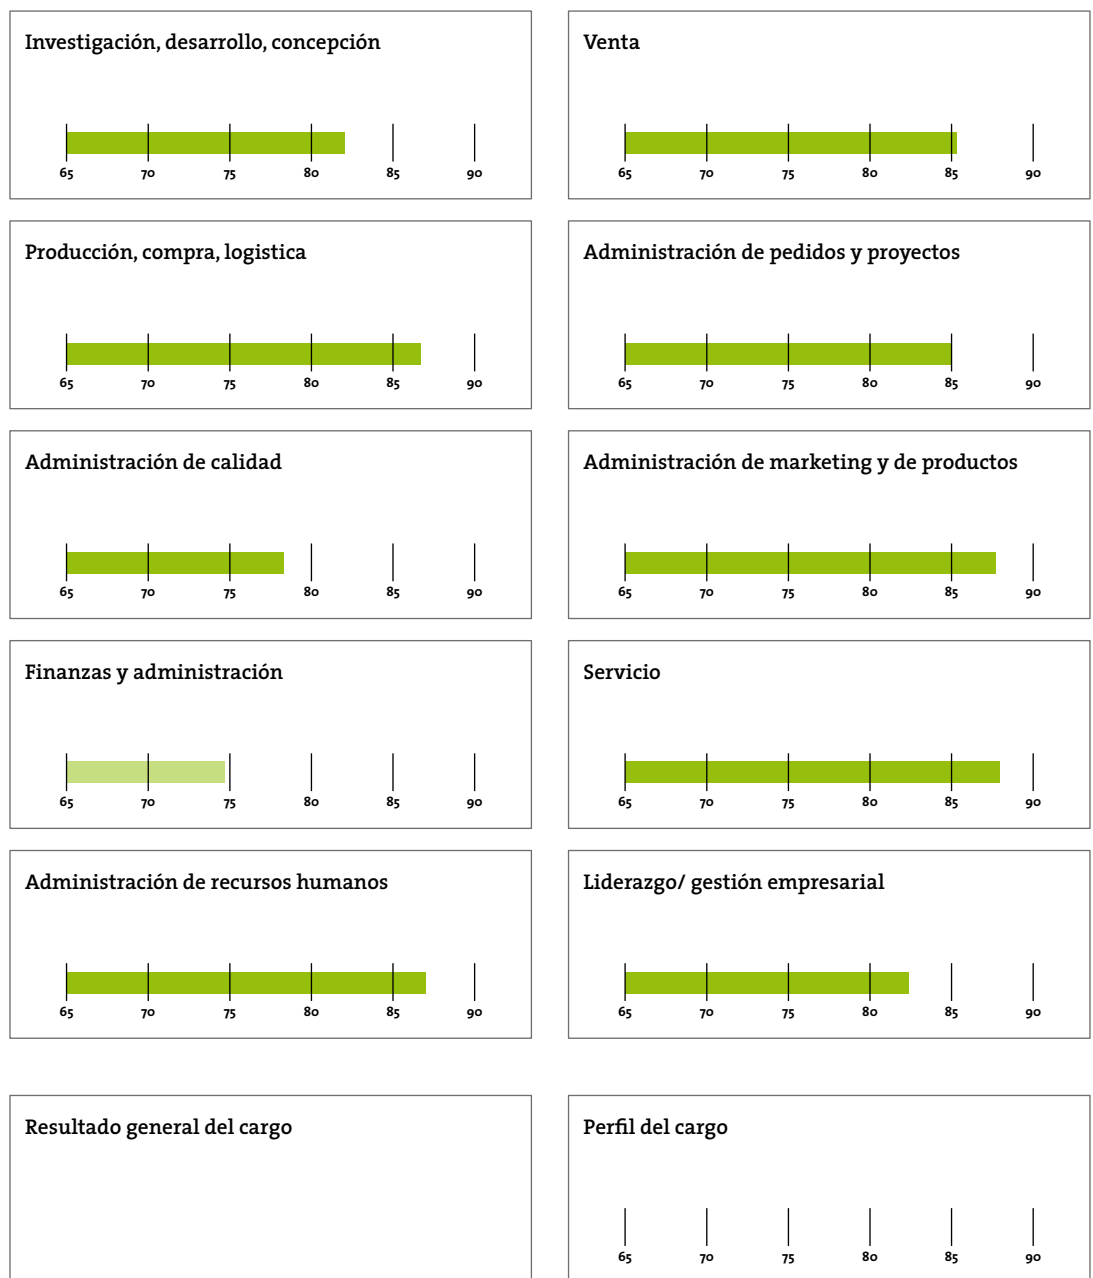 Investigación, desarrollo, concepción
65 70 75 80 85 90
Venta
65 70 75 80 85 90
Producción, compra, logistica
65 70 75 80 85 90
Administración de pedidos y proyectos
65 70 75 80 85 90
Administración de calidad
65 70 75 80 85 90
Administración de marketing y de productos
65 70 75 80 85 90
Finanzas y administración
65 70 75 80 85 90
Servicio
65 70 75 80 85 90
Administración de recursos humanos
65 70 75 80 85 90
Liderazgo/ gestión empresarial
65 70 75 80 85 90
Resultado general del cargo
Perfil del cargo
65 70 75 80 85 90